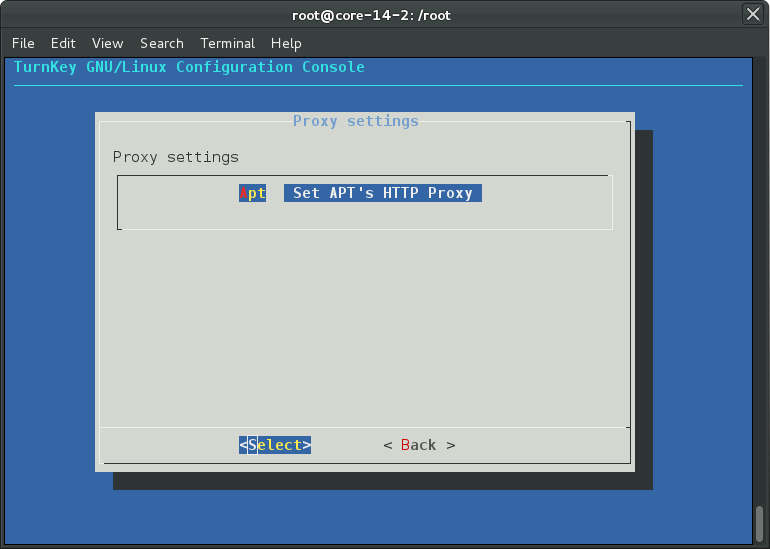 root@core-14-2: /root
File Edit View Search Terminal Help
TurnKey GNU/Linux Configuration Console
Proxy settings
Proxy settings
Apt Set APT's HTTP Proxy
<Select> < Back >